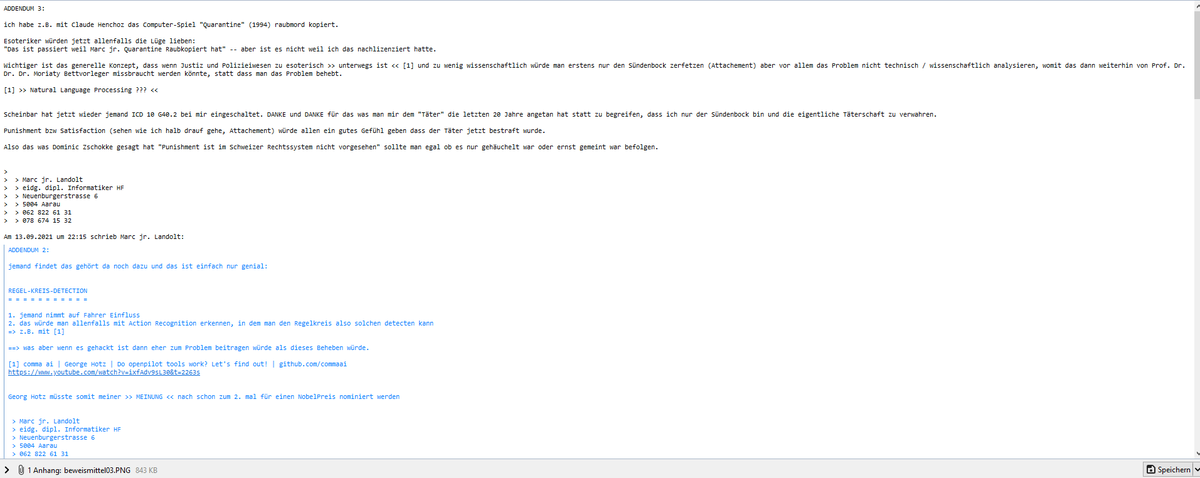 ADDENDUM 3:
ich habe z.B. mit Claude Henchoz das Computer-Spiel "Quarantine" (1994) raubmord kopiert.
Esoteriker würden jetzt allenfalls die Lüge lieben:
"Das ist passiert weil Marc jr. Quarantine Raubkopiert hat" -- aber ist es nicht weil ich das nachlizenziert hatte.
Wichtiger ist das generelle Konzept, dass wenn Justiz und Polizieiwesen zu esoterisch >> unterwegs ist << [1] und zu wenig wissenschaftlich würde man erstens nur den Sündenbock zerfetzen (Attachement) aber vor allem das Problem nicht technisch / wissenschaftlich analysieren, womit das dann weiterhin von Prof. Dr.
Dr. Dr. Moriaty Bettvorleger missbraucht werden könnte, statt dass man das Problem behebt.
[1] >> Natural Language Processing ??? <<
Scheinbar hat jetzt wieder jemand ICD 10 G40.2 bei mir eingeschaltet. DANKE und DANKE für das was man mir dem "Täter" die letzten 20 Jahre angetan hat statt zu begreifen, dass ich nur der Sündenbock bin und die eigentliche Täterschaft zu verwahren.
Punishment bzw Satisfaction (sehen wie ich halb drauf gehe, Attachement) würde allen ein gutes Gefühl geben dass der Täter jetzt bestraft wurde.
Also das was Dominic Zschokke gesagt hat "Punishment ist im Schweizer Rechtssystem nicht vorgesehen" sollte man egal ob es nur gehäuchelt war oder ernst gemeint war befolgen.
>
> > Marc jr. Landolt
> > eidg. dipl. Informatiker HF
> > Neuenburgerstrasse 6
> > 5004 Aarau
> > 062 822 61 31
> > 078 674 15 32
Am 13.09.2021 um 22:15 schrieb Marc jr. Landolt:
ADDENDUM 2:
jemand findet das gehört da noch dazu und das ist einfach nur genial:
REGEL-KREIS-DETECTION
= = = = = = = = = = =
1. jemand nimmt auf Fahrer Einfluss
2. das würde man allenfalls mit Action Recognition erkennen, in dem man den Regelkreis also solchen detecten kann
=> z.B. mit [1]
==> was aber wenn es gehackt ist dann eher zum Problem beitragen würde als dieses Beheben würde.
[1] comma ai | George Hotz | Do openpilot tools work? Let's find out! | github.com/commaai
https://www.youtube.com/watch?v=ixfAdv9sL30&t=2263s
Georg Hotz müsste somit meiner >> MEINUNG << nach schon zum 2. mal für einen NobelPreis nominiert werden
> Marc jr. Landolt
> eidg. dipl. Informatiker HF
> Neuenburgerstrasse 6
> 5004 Aarau
> 062 822 61 31
1 Anhang: beweismittel03.PNG 843 KB
Speichern